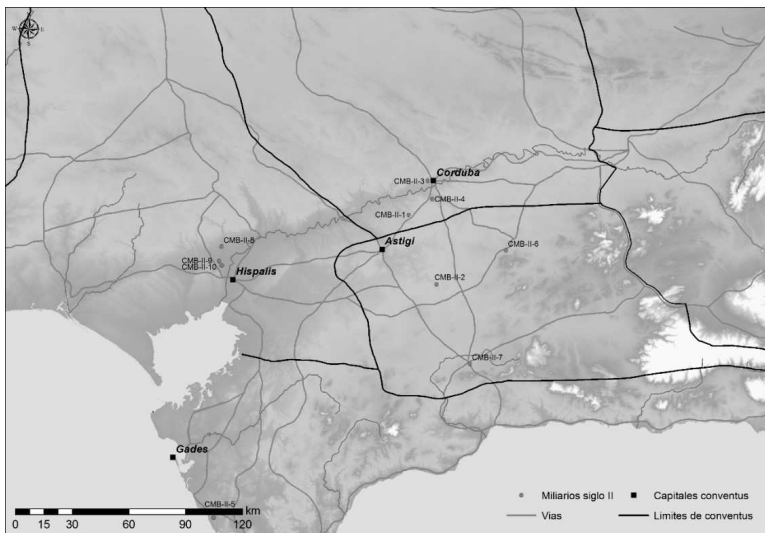 N
W
E
S
Corduba
CMB-II-3
CMB-II-4
CMB-II-1
CMB-II-8
Astigi
CMB-II-6
CMB-II-9
CMB-II-10
Hispalis
CMB-II-2
CMB-II-7
Gades
CMB-II-5
km
0 15 30 60 90 120
Miliarios siglo II
Capitales conventus
Vias
Limites de conventus